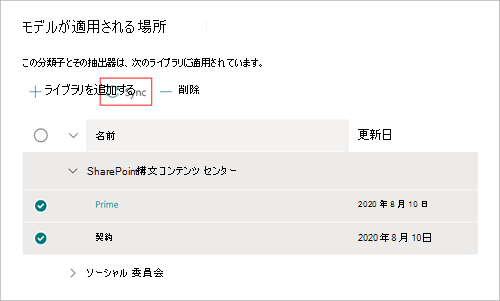 モデルが適用される場所
この分類子とその抽出器は、次のライブラリに適用されています。
ライブラリを追加する Sync 削除
名前 更新日
SharePoint構文コンテンツ センター
Prime 2020 年 8 月 10 日
契約 2020年 8 月 10日
ソーシャル 委員会